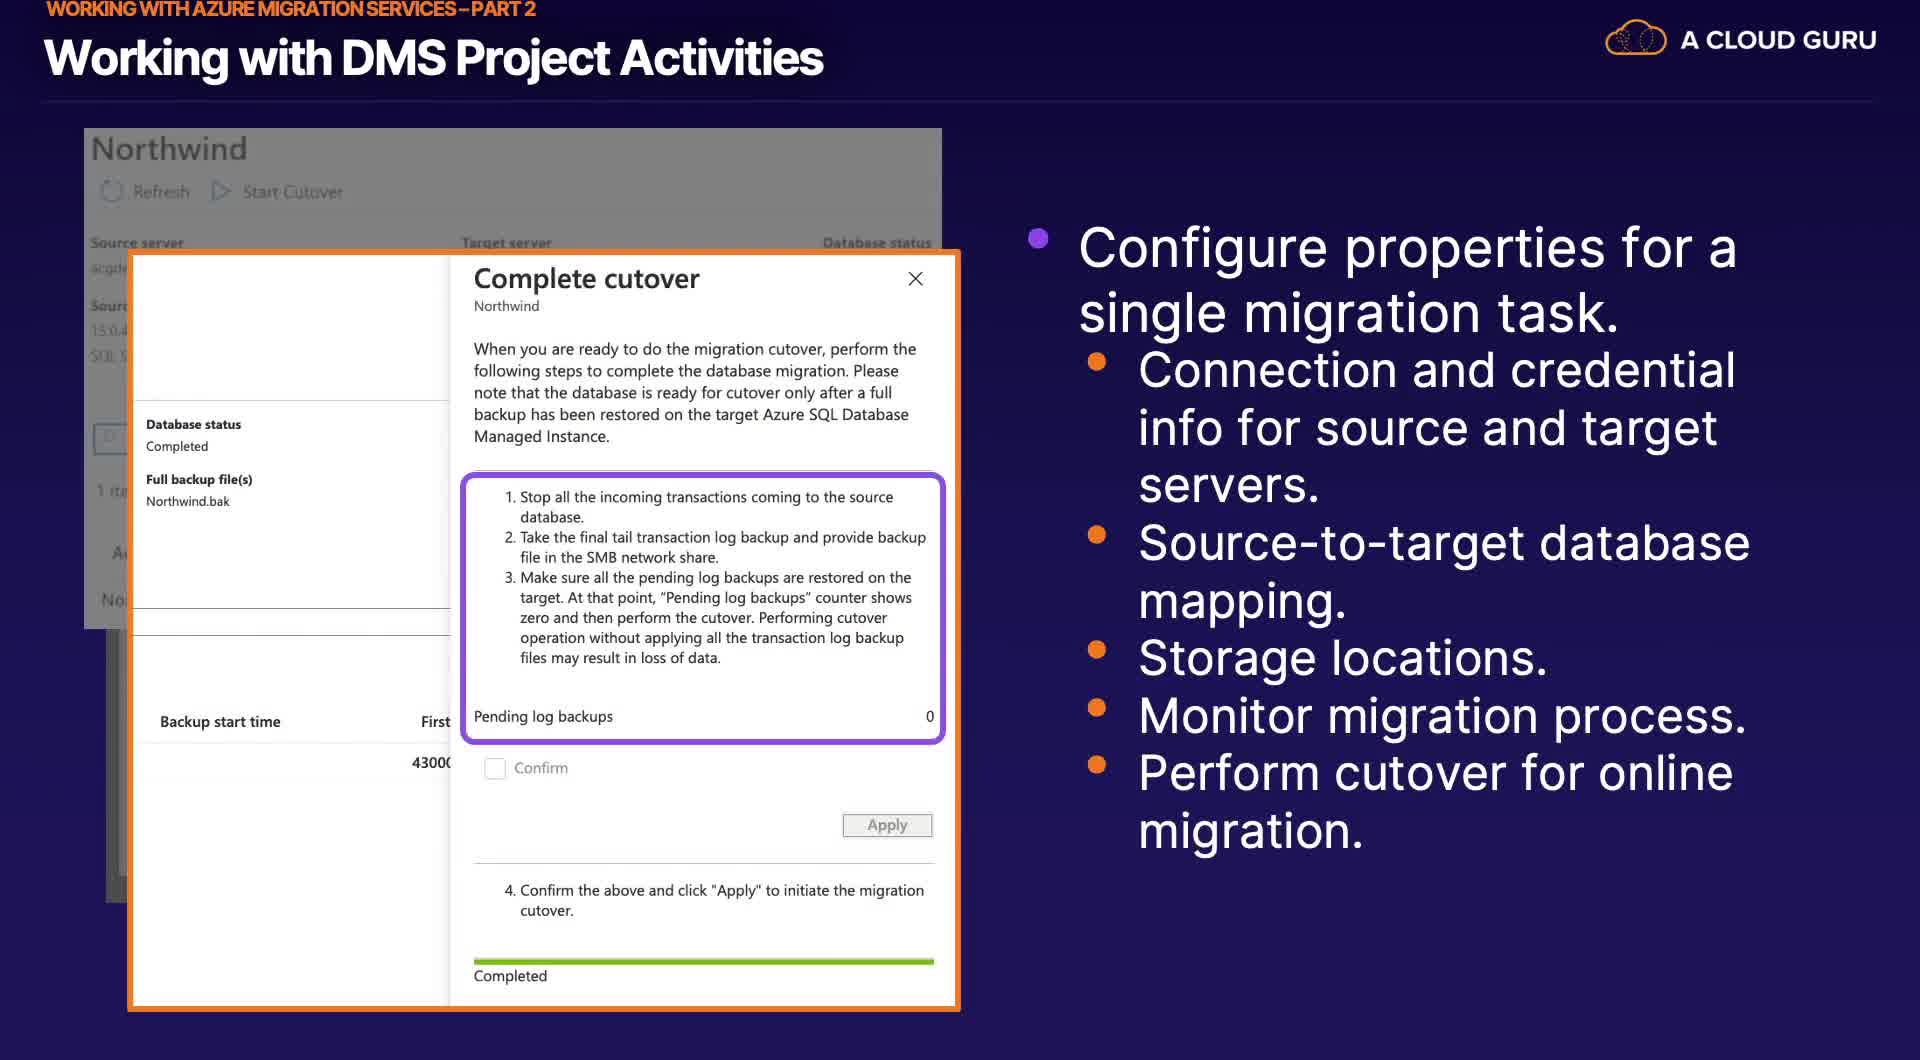 WORKING WITH AZURE MIGRATION SERVICES – PART 2
Working with DMS Project Activities
A CLOUD GURU
Northwind
Refresh
Start Cutover
Source server
Target server
Database status
Complete cutover
Northwind
When you are ready to do the migration cutover, perform the
following steps to complete the database migration. Please
note that the database is ready for cutover only after a full
backup has been restored on the target Azure SQL Database
Managed Instance.
Database status
Completed
Full backup file(s)
Northwind.bak
1. Stop all the incoming transactions coming to the source
database.
2. Take the final tail transaction log backup and provide backup
file in the SMB network share.
3. Make sure all the pending log backups are restored on the
target. At that point, “Pending log backups” counter shows
zero and then perform the cutover. Performing cutover
operation without applying all the transaction log backup
files may result in loss of data.
Pending log backups 0
Backup start time
First
43000
Confirm
Apply
4. Confirm the above and click "Apply" to initiate the migration
cutover.
Completed
Configure properties for a
single migration task.
Connection and credential
info for source and target
servers.
Source-to-target database
mapping.
Storage locations.
Monitor migration process.
Perform cutover for online
migration.